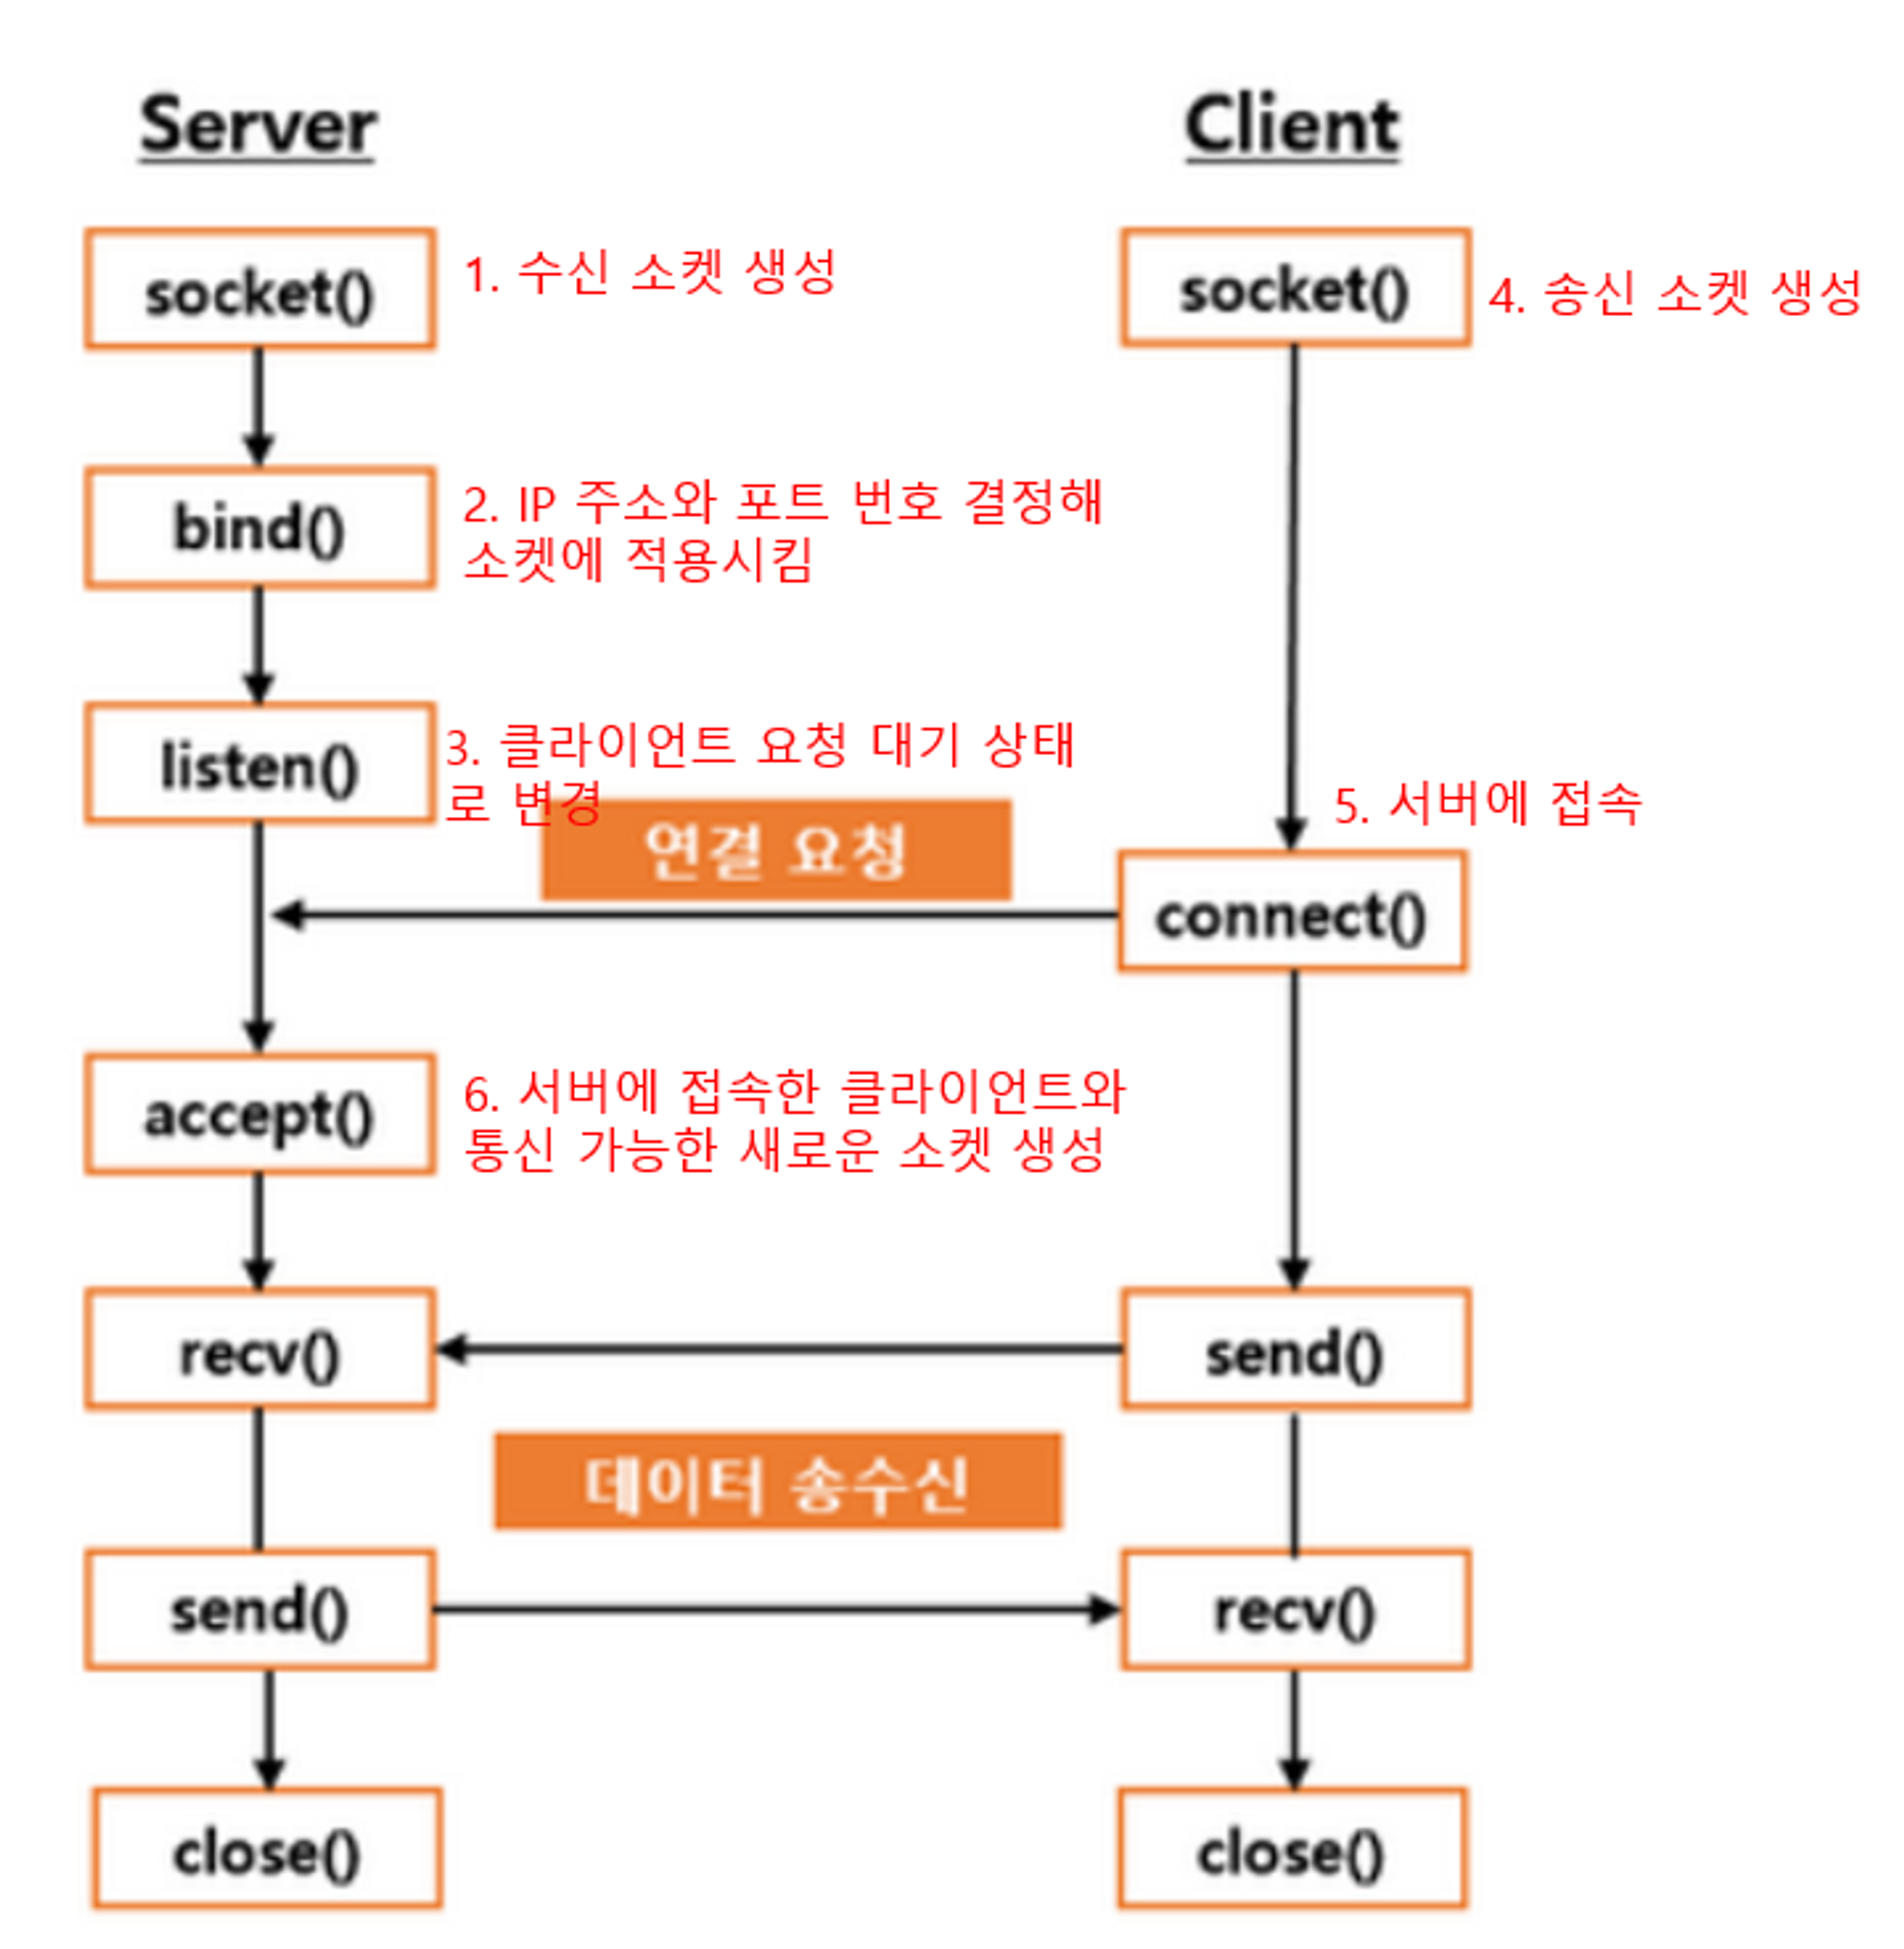 Server
Client
socket()
1. 수신 소켓 생성
socket()
4. 송신 소켓 생성
bind()
2. IP 주소와 포트 번호 결정해
소켓에 적용시킴
listen()
3. 클라이언트 요청 대기 상태
로 변경
연결 요청
5. 서버에 접속
connect()
accept()
6. 서버에 접속한 클라이언트와
통신 가능한 새로운 소켓 생성
recv()
send()
데이터 송수신
send()
recv()
close()
close()